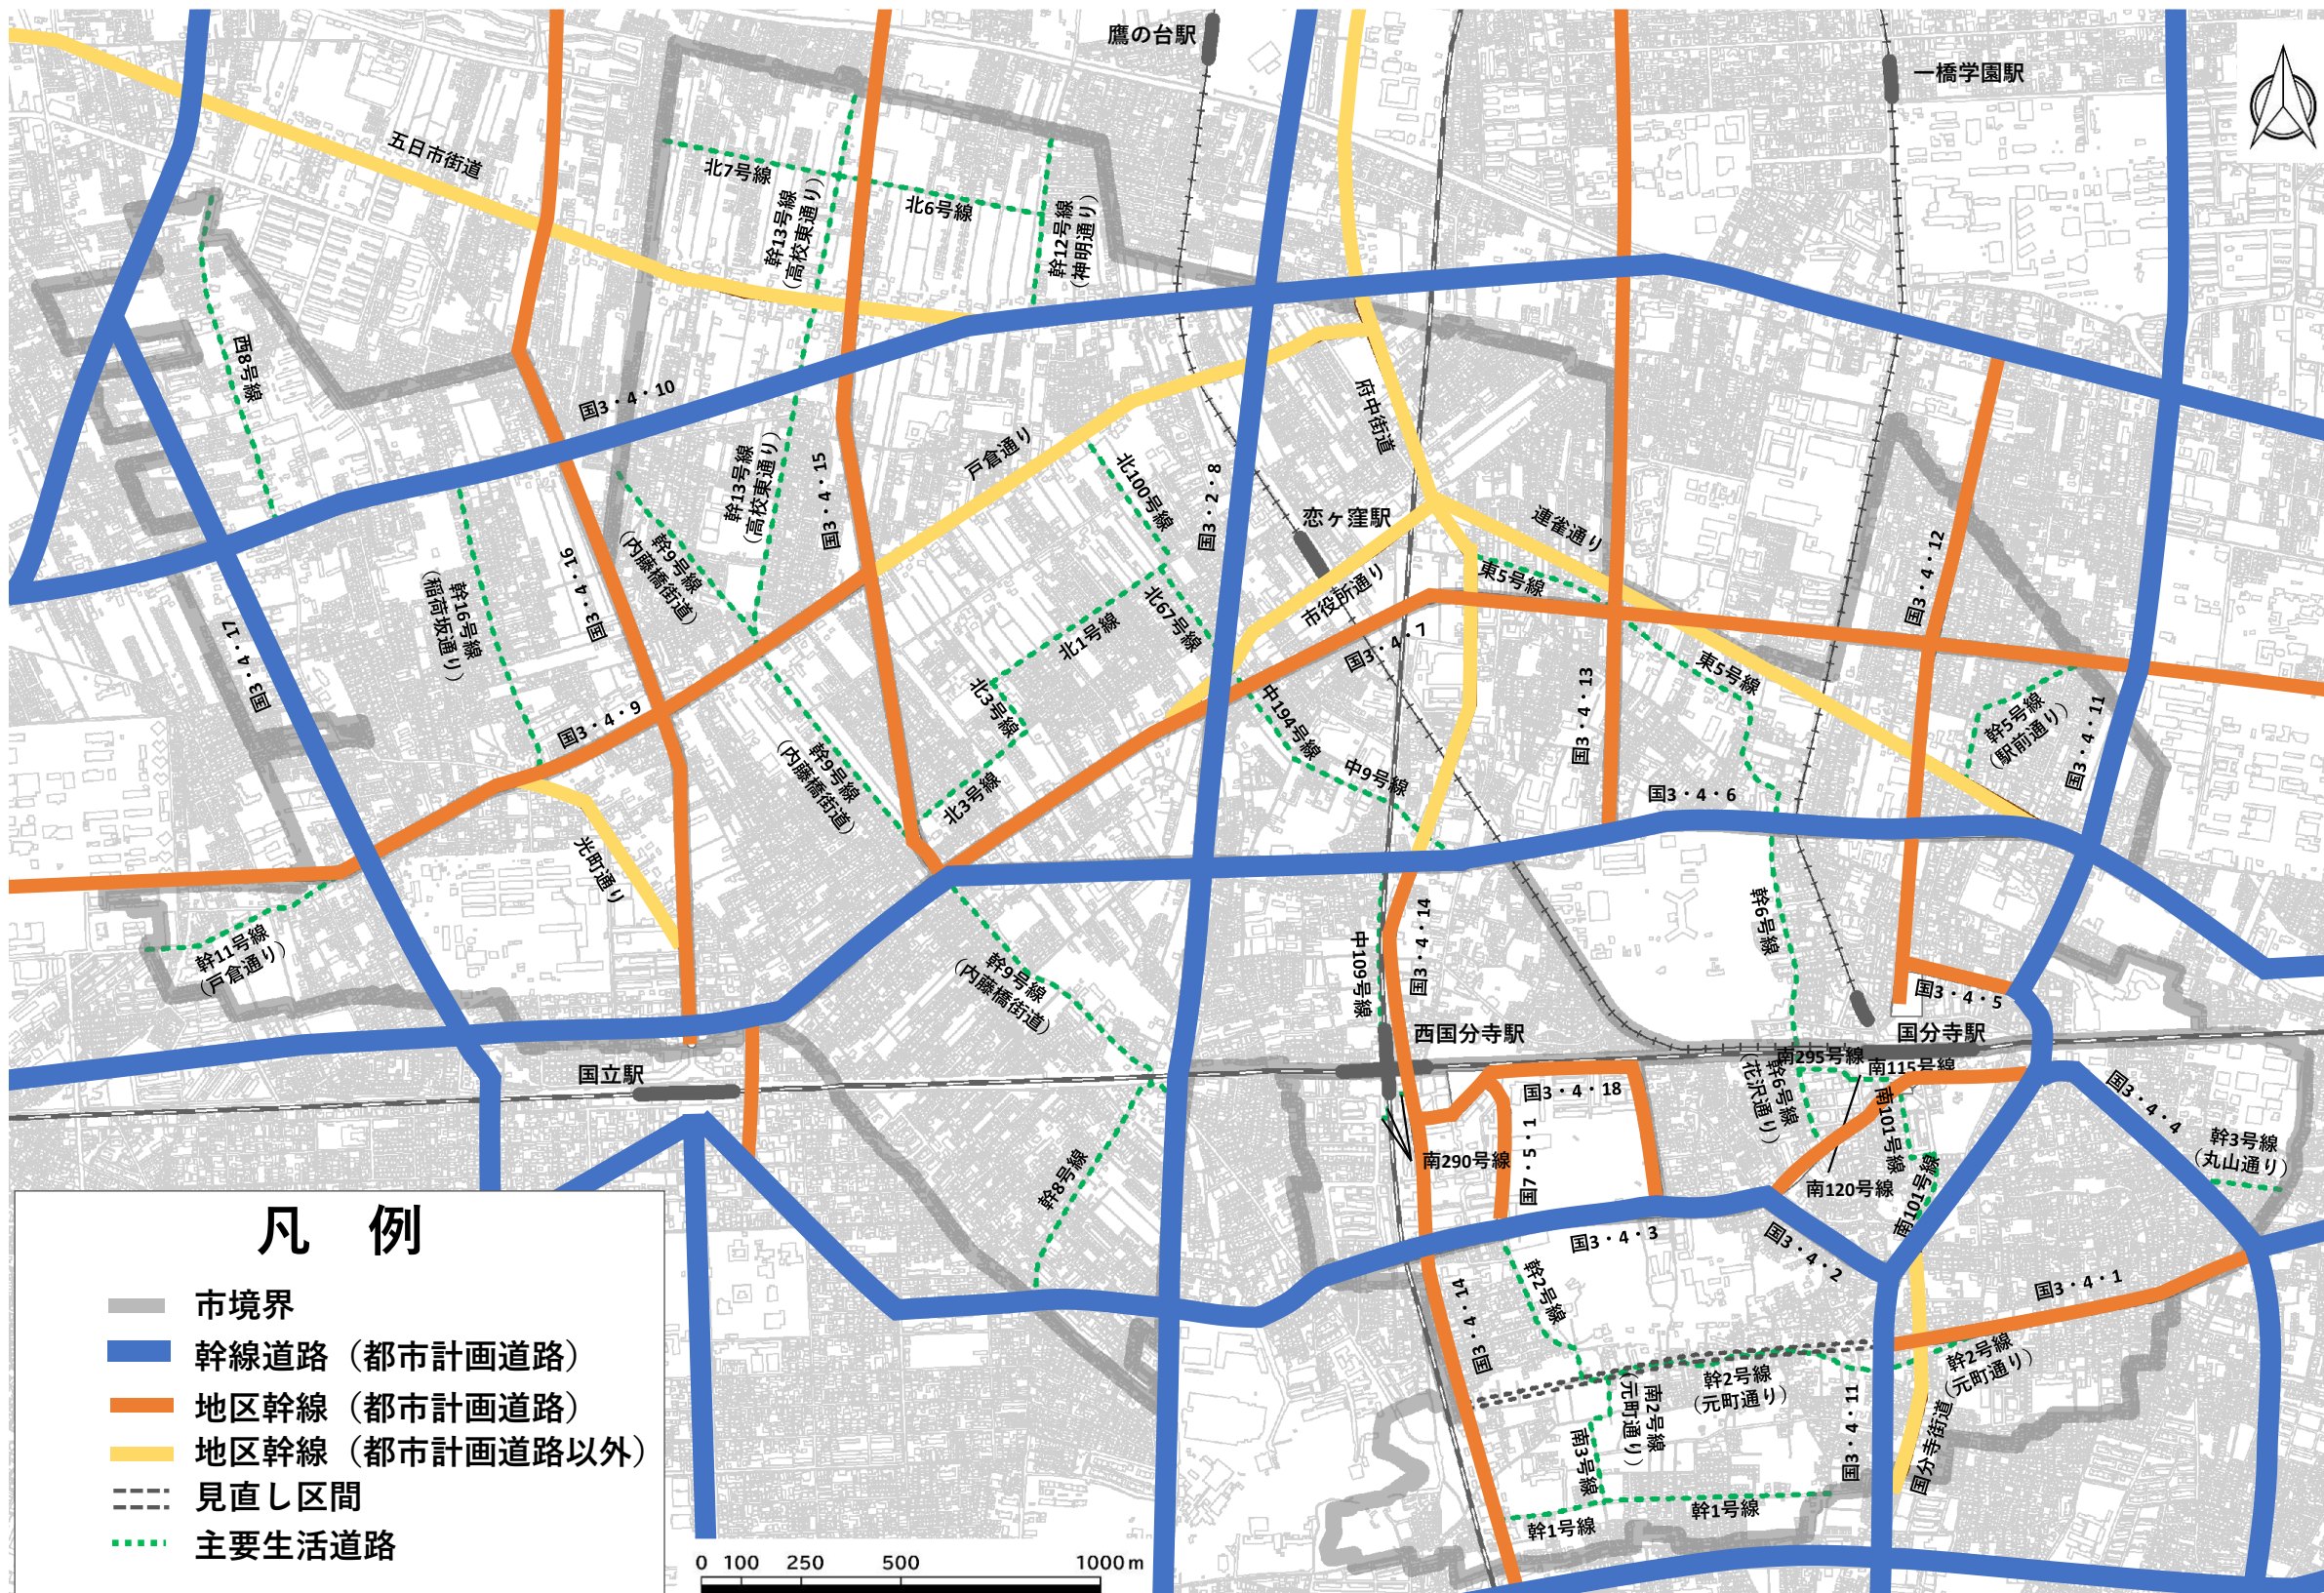 鷹の台駅
一橋学園駅
五日市街道
北7号線
北6号線
幹13号線
(高校東通り)
幹12号線
(神明通り)
西8号線
国3・4・10
府中街道
戸倉通り
幹13号線
(高校東通り)
国3・4・15
北100号線
国3・2・8
恋ヶ窪駅
連雀通り
国3・4・12
幹9号線
(内藤橋街道)
国3・4・16
幹16号線
(稲荷坂通り)
国3・4・17
北67号線
北1号線
市役所通り
東5号線
国3・4・7
東5号線
国3・4・13
北3号線
中194号線
幹5号線
(駅前通り)
国3・4・11
国3・4・9
幹9号線
(内藤橋街道)
北3号線
中9号線
国3・4・6
光町通り
幹11号線
(戸倉通り)
幹9号線
(内藤橋街道)
中109号線
国3・4・14
幹6号線
国3・4・5
西国分寺駅
国分寺駅
国立駅
南295号線
南115号線
幹6号線
(花沢通り)
南101号線
国3・4・18
国7・5・1
国3・4・4
幹3号線
(丸山通り)
南290号線
南120号線
南101号線
幹8号線
国3・4・3
国3・4・2
国3・4・1
幹2号線
国3・4・14
幹2号線
(元町通り)
幹2号線
(元町通り)
南2号線
(元町通り)
南3号線
国3・4・11
国分寺街道
幹1号線
幹1号線
凡 例
市境界
幹線道路(都市計画道路)
地区幹線(都市計画道路)
地区幹線(都市計画道路以外)
見直し区間
主要生活道路
0 100 250 500 1000m